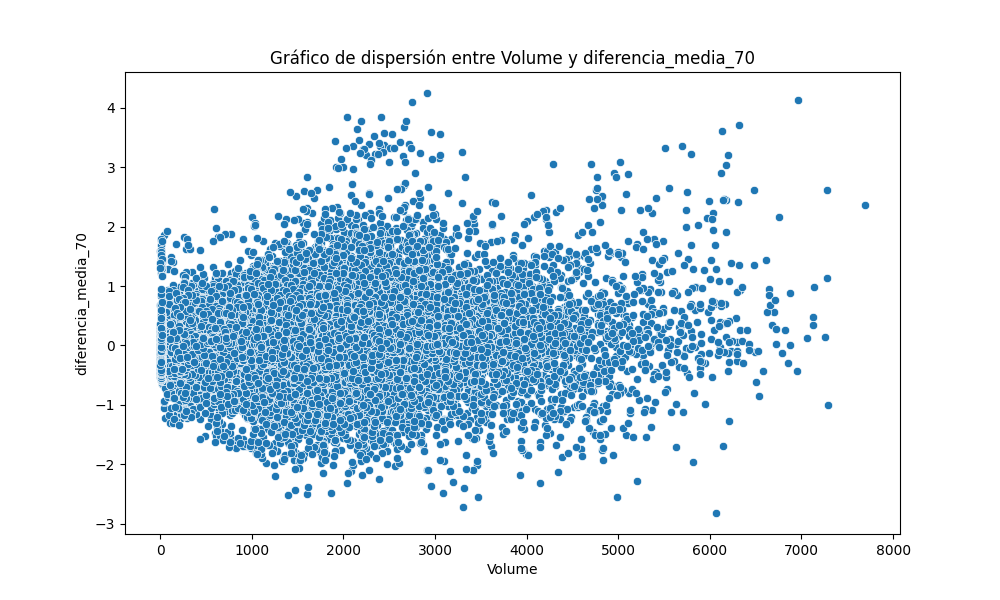 Gráfico de dispersión entre Volume y diferencia_media_70
diferencia_media_70
4
3
2
1
0
−1
−2
−3
0 1000 2000 3000 4000 5000 6000 7000 8000
Volume